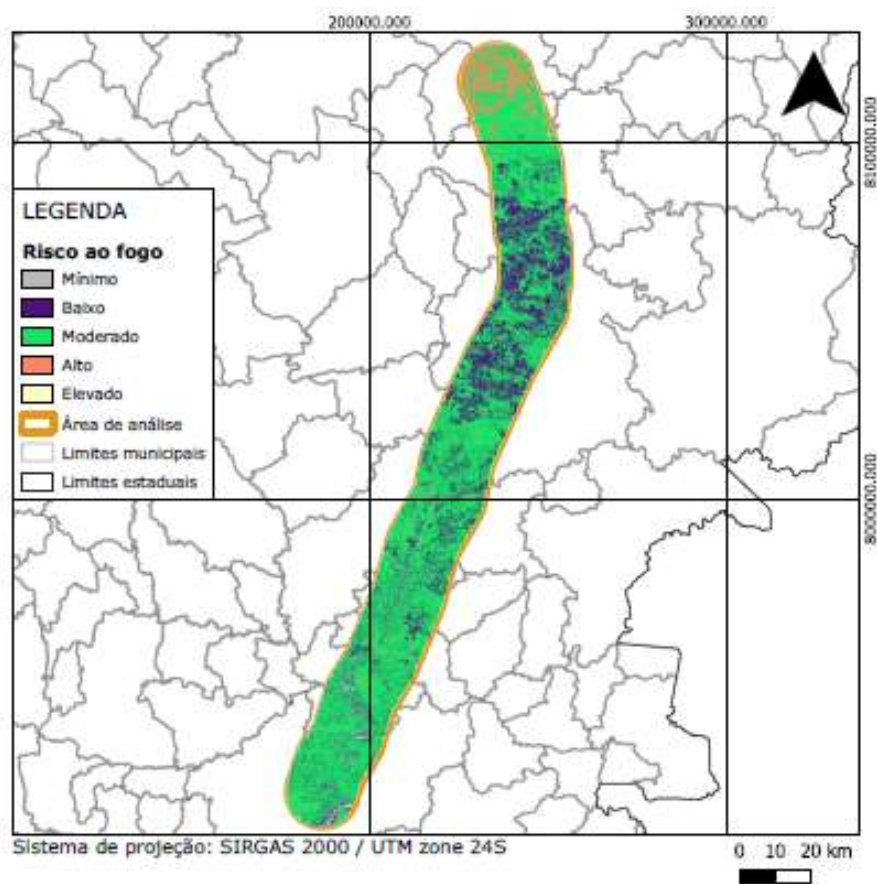 200000.000 300000.000
8100000.000
LEGENDA
Risco ao fogo
Mínimo
Baixo
Moderado
Alto
Elevado
Área de análise
Limites municipais
Limites estaduais
8000000.000
Sistema de projeção: SIRGAS 2000 / UTM zone 24S
0 10 20 km